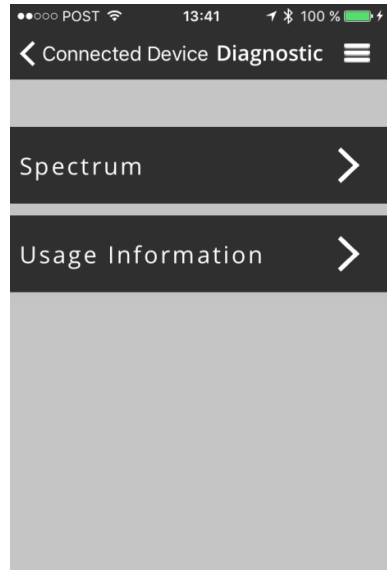 POST 13:41 100 %
Connected Device Diagnostic
Spectrum
Usage Information